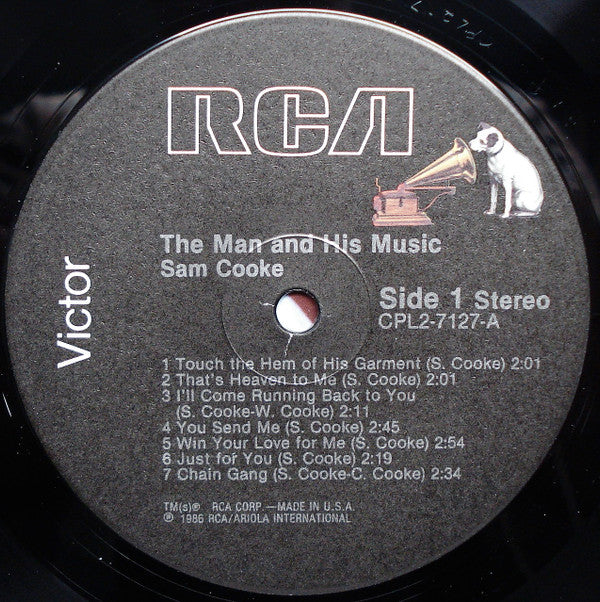 CPL2-7
RCA
Victor
The Man and His Music
Sam Cooke
Side 1 Stereo
CPL2-7127-A
1 Touch the Hem of His Garment (S. Cooke) 2:01
2 That's Heaven to Me (S. Cooke) 2:01
3 I'll Come Running Back to You
(S. Cooke-W. Cooke) 2:11
4 You Send Me (S. Cooke) 2:45
5 Win Your Love for Me (S. Cooke) 2:54
6 Just for You (S. Cooke) 2:19
7 Chain Gang (S. Cooke-C. Cooke) 2:34
TM(s)® RCA CORP.—MADE IN U.S.A.
℗ 1986 RCA/ARIOLA INTERNATIONAL